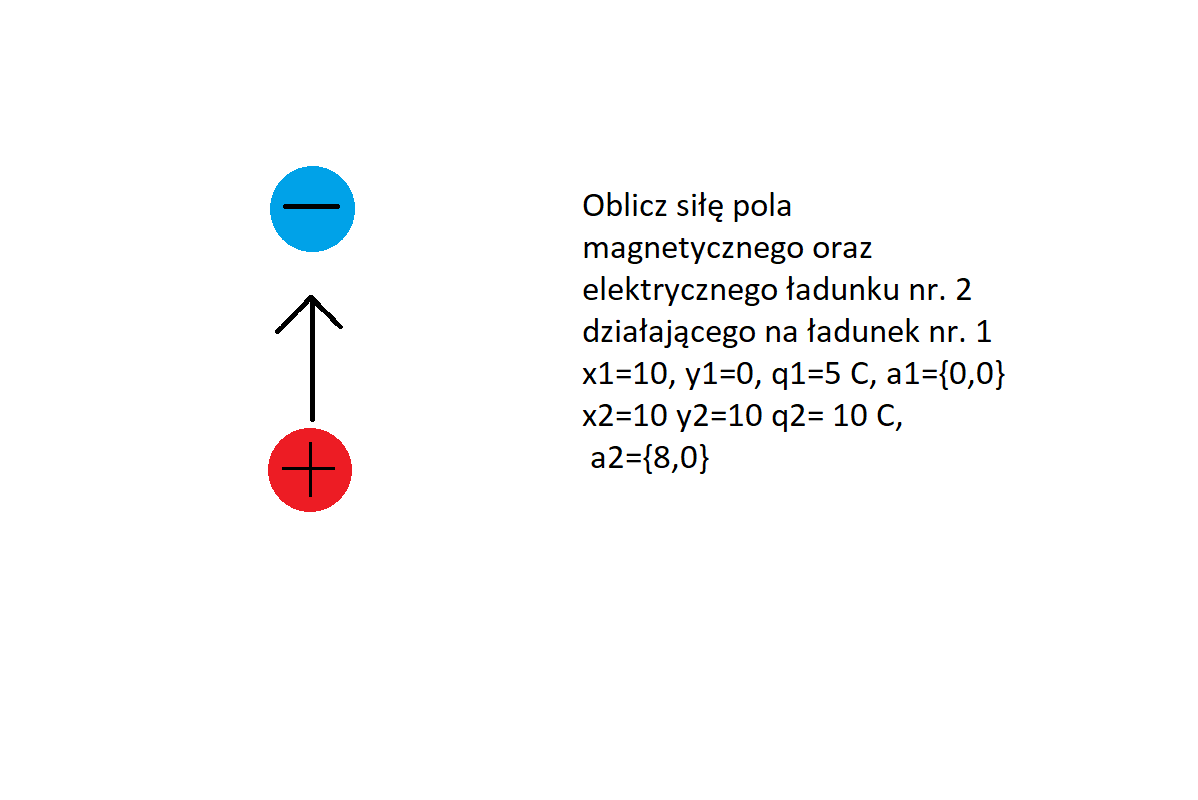 Oblicz siłę pola
magnetycznego oraz
elektrycznego ładunku nr. 2
działającego na ładunek nr. 1
x1=10, y1=0, q1=5 C, a1={0,0}
x2=10 y2=10 q2= 10 C,
a2={8,0}